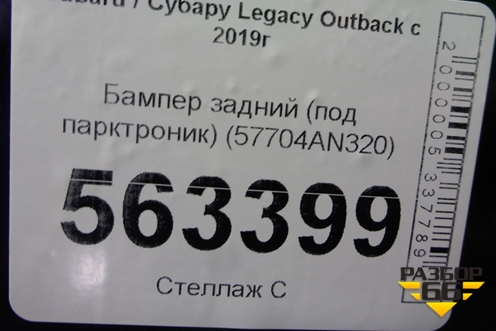 Subaru / Субару Legacy Outback с
2019г
Бампер задний (под
парктроник) (57704AN320)
563399
Стеллаж С
2000005337789
РАЗБОР
66